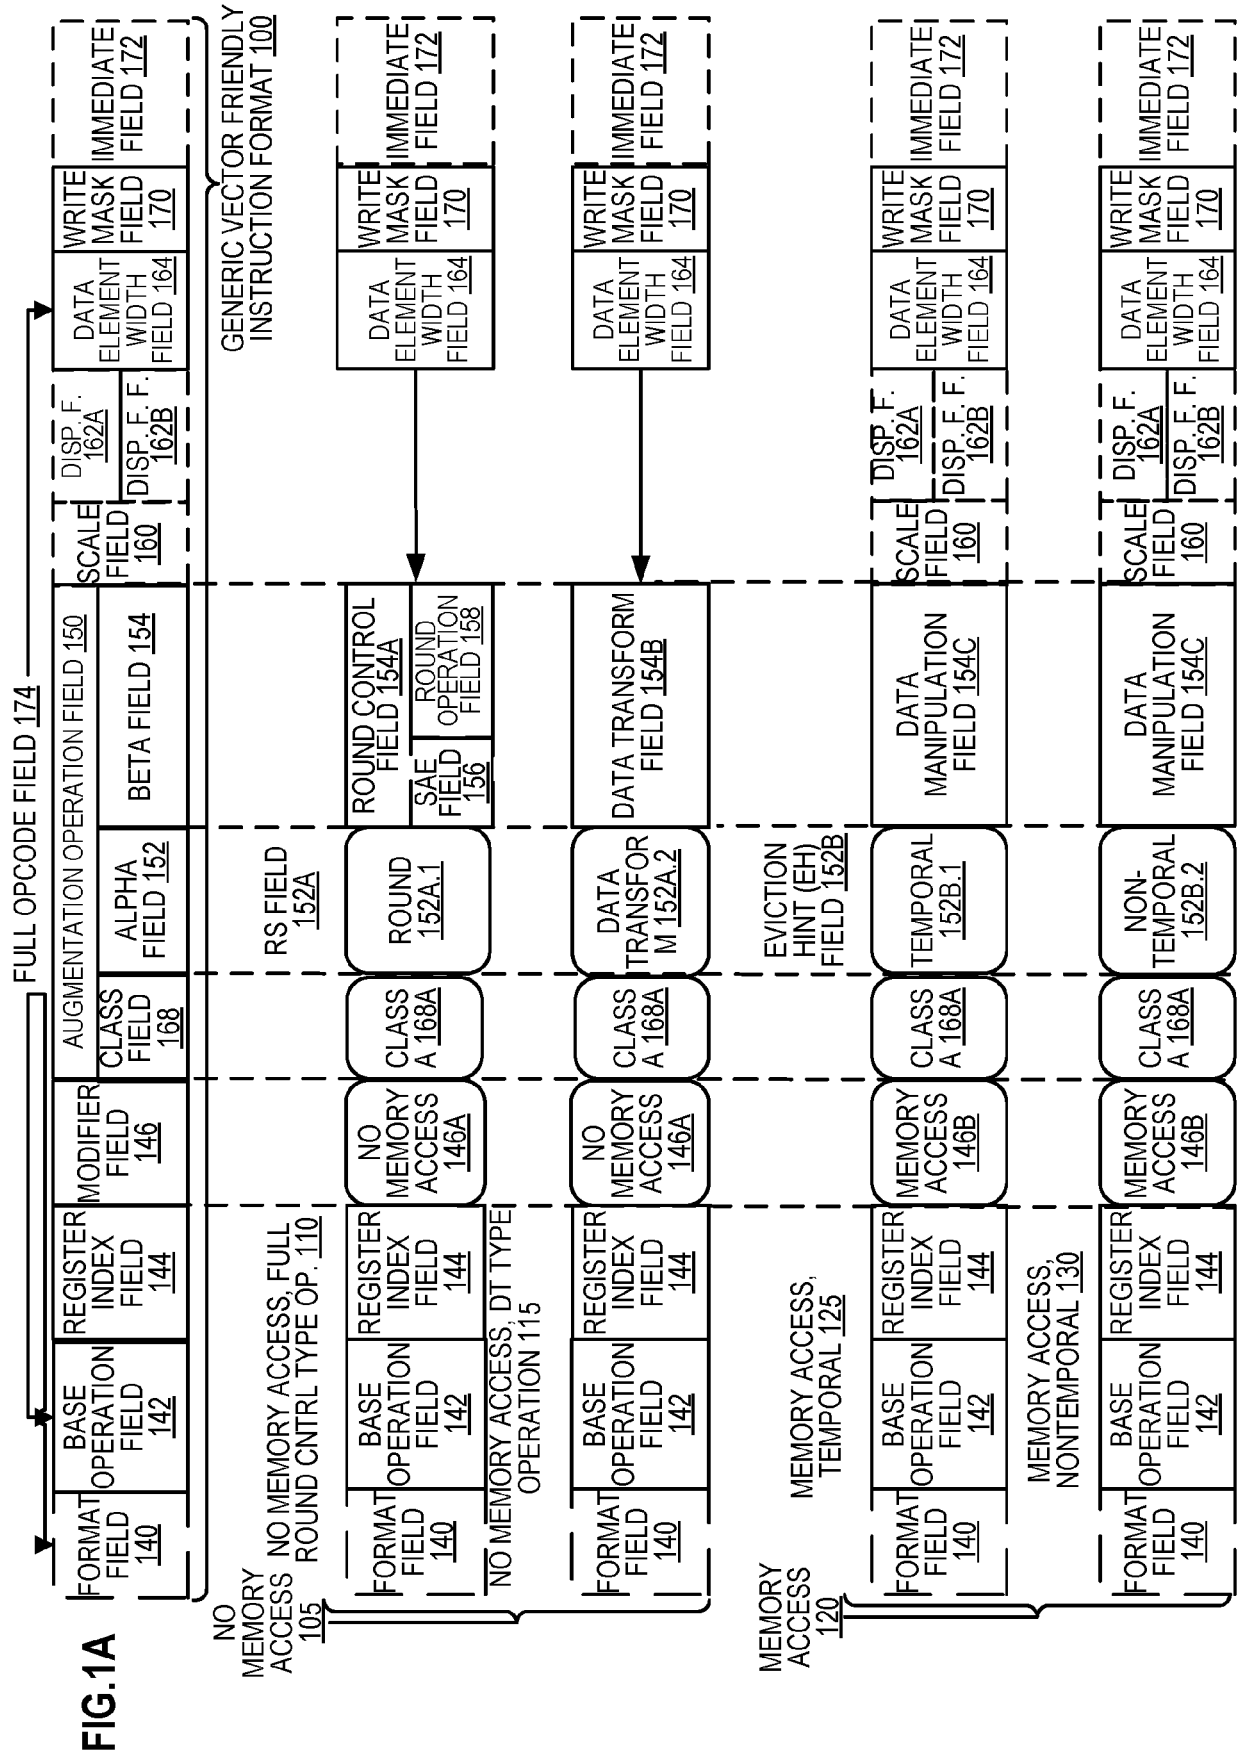 FIG.1A
FULL OPCODE FIELD 174
FORMAT
FIELD
140
BASE
OPERATION
FIELD
142
REGISTER
INDEX
FIELD
144
MODIFIER
FIELD
146
AUGMENTATION OPERATION FIELD 150
CLASS
FIELD
168
ALPHA
FIELD 152
BETA FIELD 154
SCALE
FIELD
160
DISP. F.
162A
DISP. F. F.
162B
DATA
ELEMENT
WIDTH
FIELD 164
WRITE
MASK
FIELD
170
IMMEDIATE
FIELD 172
GENERIC VECTOR FRIENDLY
INSTRUCTION FORMAT 100
NO
MEMORY
ACCESS
105
NO MEMORY ACCESS, FULL
ROUND CNTRL TYPE OP. 110
RS FIELD
152A
FORMAT
FIELD
140
BASE
OPERATION
FIELD
142
REGISTER
INDEX
FIELD
144
NO
MEMORY
ACCESS
146A
CLASS
A 168A
ROUND
152A.1
ROUND CONTROL
FIELD 154A
SAE
FIELD
156
ROUND
OPERATION
FIELD 158
DATA
ELEMENT
WIDTH
FIELD 164
WRITE
MASK
FIELD
170
IMMEDIATE
FIELD 172
NO MEMORY ACCESS, DT TYPE
OPERATION 115
FORMAT
FIELD
140
BASE
OPERATION
FIELD
142
REGISTER
INDEX
FIELD
144
NO
MEMORY
ACCESS
146A
CLASS
A 168A
DATA
TRANSFOR
M 152A.2
DATA TRANSFORM
FIELD 154B
DATA
ELEMENT
WIDTH
FIELD 164
WRITE
MASK
FIELD
170
IMMEDIATE
FIELD 172
MEMORY
ACCESS
120
MEMORY ACCESS,
TEMPORAL 125
EVICTION
HINT (EH)
FIELD 152B
FORMAT
FIELD
140
BASE
OPERATION
FIELD
142
REGISTER
INDEX
FIELD
144
MEMORY
ACCESS
146B
CLASS
A 168A
TEMPORAL
152B.1
DATA
MANIPULATION
FIELD 154C
SCALE
FIELD
160
DISP. F.
162A
DISP. F. F.
162B
DATA
ELEMENT
WIDTH
FIELD 164
WRITE
MASK
FIELD
170
IMMEDIATE
FIELD 172
MEMORY ACCESS,
NONTEMPORAL 130
FORMAT
FIELD
140
BASE
OPERATION
FIELD
142
REGISTER
INDEX
FIELD
144
MEMORY
ACCESS
146B
CLASS
A 168A
NON-
TEMPORAL
152B.2
DATA
MANIPULATION
FIELD 154C
SCALE
FIELD
160
DISP. F.
162A
DISP. F. F.
162B
DATA
ELEMENT
WIDTH
FIELD 164
WRITE
MASK
FIELD
170
IMMEDIATE
FIELD 172